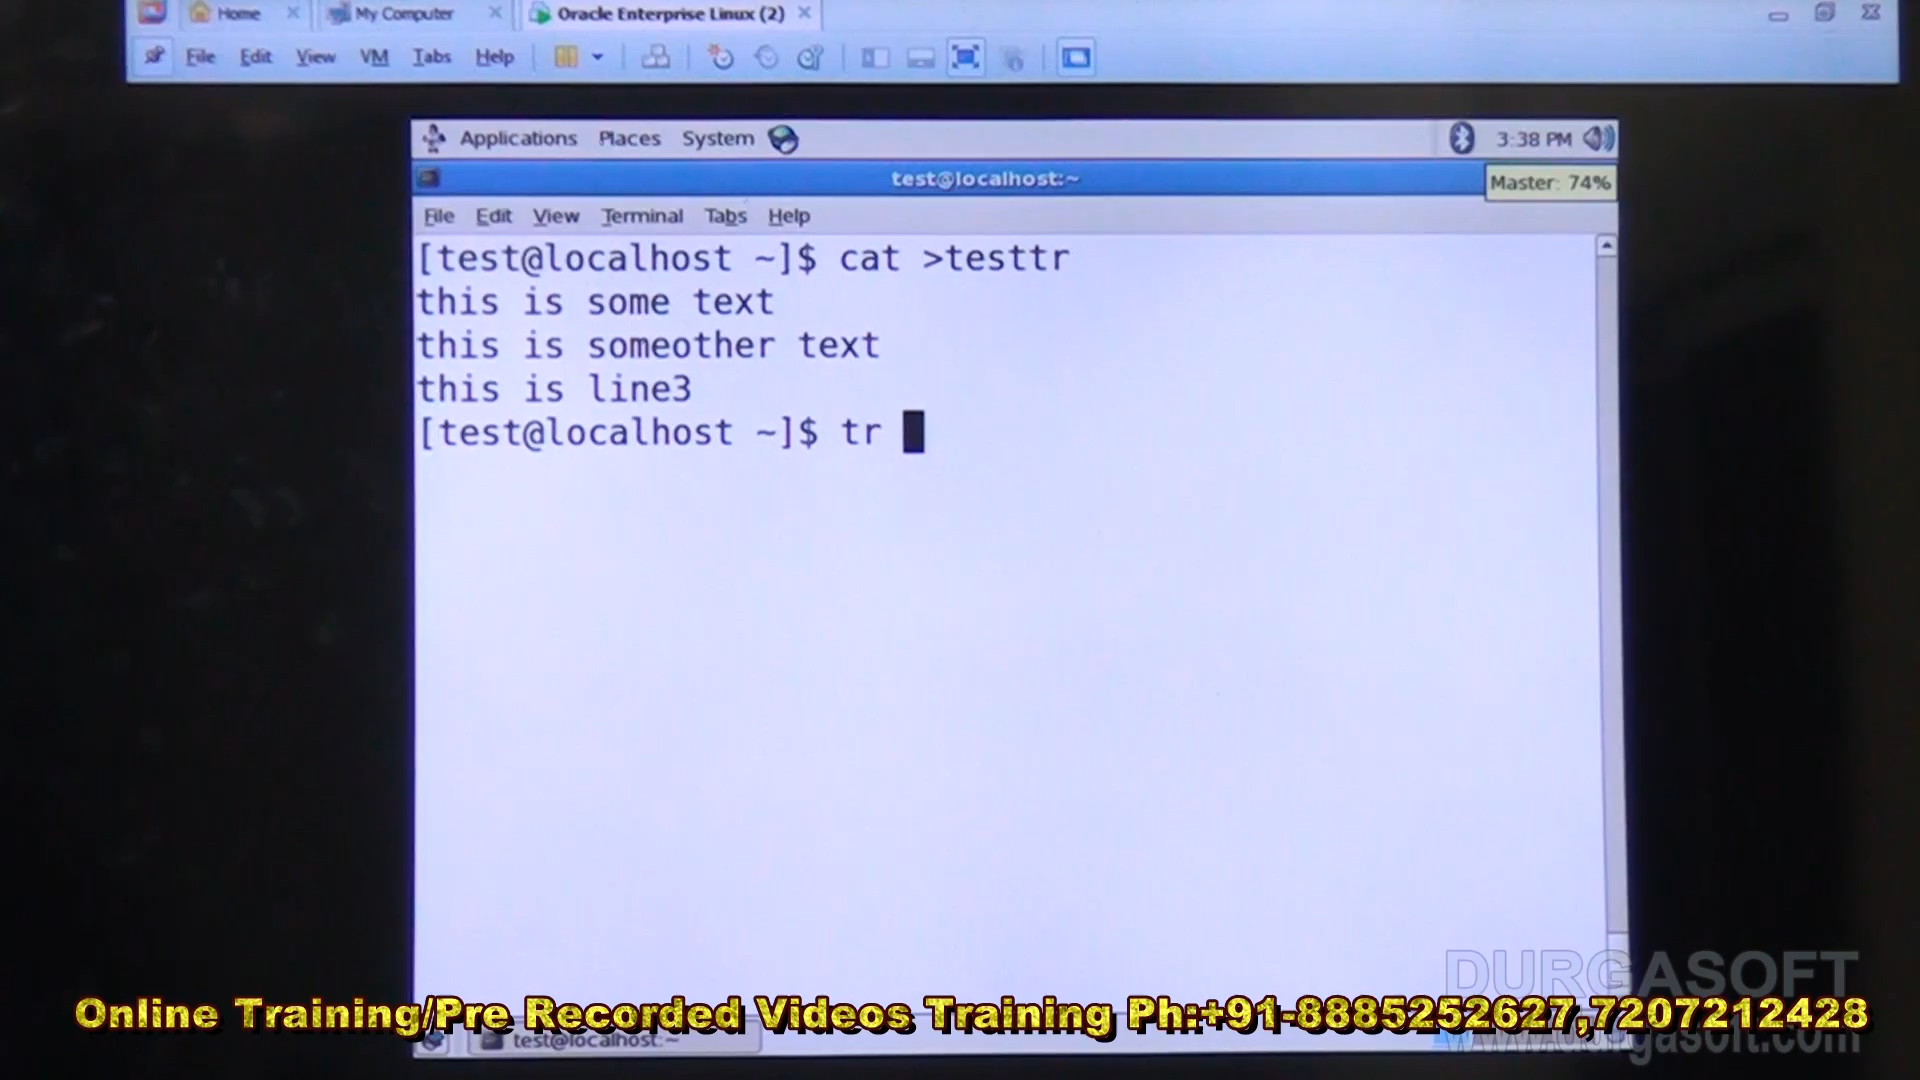 Home My Computer Oracle Enterprise Linux (2)
File Edit View VM Tabs Help
Applications Places System 3:38 PM
test@localhost:~
Master: 74%
File Edit View Terminal Tabs Help
[test@localhost ~]$ cat >testtr
this is some text
this is someother text
this is line3
[test@localhost ~]$ tr
DURGASOFT
Online Training/Pre Recorded Videos Training Ph:+91-8885252627,7207212428
test@localhost:~
www.durgasoft.com